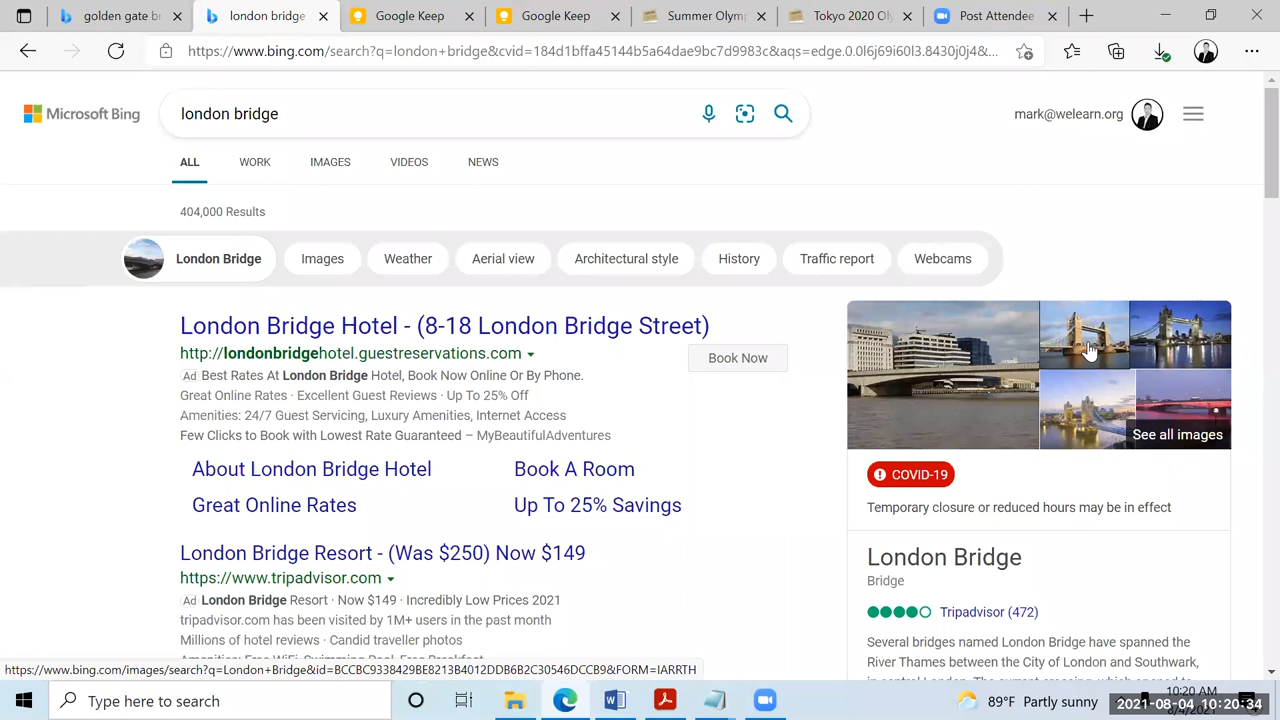 golden gate b
london bridge
Google Keep
Google Keep
Summer Olymp
Tokyo 2020 Ol
Post Attendee
https://www.bing.com/search?q=london+bridge&cvid=184d1bffa45144b5a64dae9bc7d9983c&aqs=edge.0.0l6j69i60l3.8430j0j4&...
Microsoft Bing
london bridge
mark@welearn.org
ALL WORK IMAGES VIDEOS NEWS
404,000 Results
London Bridge Images Weather Aerial view Architectural style History Traffic report Webcams
London Bridge Hotel - (8-18 London Bridge Street)
http://londonbridgehotel.guestreservations.com
Book Now
Ad Best Rates At London Bridge Hotel, Book Now Online Or By Phone.
Great Online Rates · Excellent Guest Reviews · Up To 25% Off
Amenities: 24/7 Guest Servicing, Luxury Amenities, Internet Access
Few Clicks to Book with Lowest Rate Guaranteed – MyBeautifulAdventures
About London Bridge Hotel Book A Room
Great Online Rates Up To 25% Savings
London Bridge Resort - (Was $250) Now $149
https://www.tripadvisor.com
Ad London Bridge Resort · Now $149 · Incredibly Low Prices 2021
tripadvisor.com has been visited by 1M+ users in the past month
Millions of hotel reviews · Candid traveller photos
See all images
COVID-19
Temporary closure or reduced hours may be in effect
London Bridge
Bridge
Tripadvisor (472)
Several bridges named London Bridge have spanned the
River Thames between the City of London and Southwark,
https://www.bing.com/images/search?q=London+Bridge&id=BCCBC9338429BE8213B4012DDB6B2C30546DCCB9&FORM=IARRTH
Type here to search
89°F Partly sunny
10:20 AM
2021-08-04 10:20:34